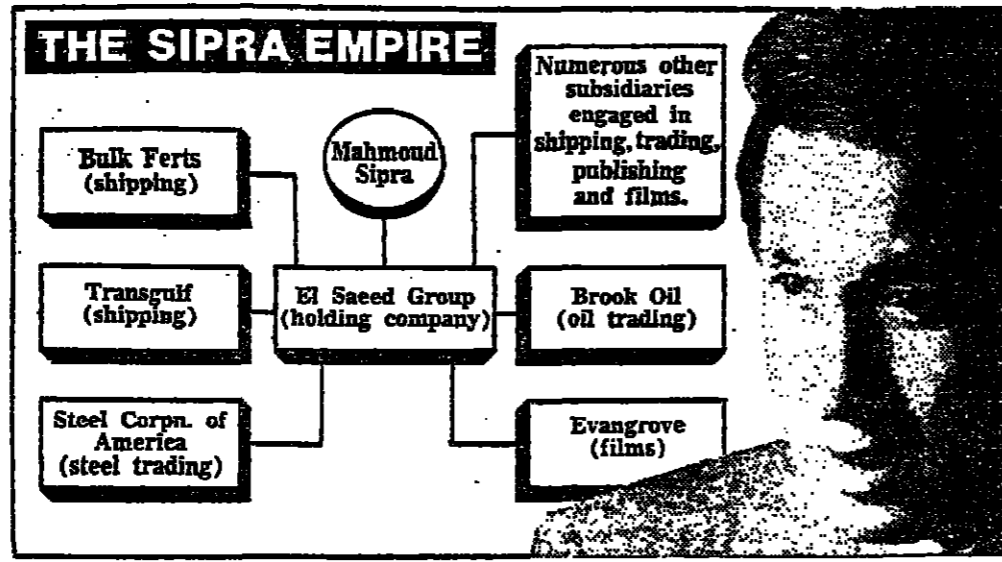 THE SIPRA EMPIRE
Bulk Ferts
(shipping)
Mahmoud
Sipra
Numerous other
subsidiaries
engaged in
shipping, trading,
publishing
and films.
Transgulf
(shipping)
El Saeed Group
(holding company)
Brook Oil
(oil trading)
Steel Corpn. of
America
(steel trading)
Evangrove
(films)